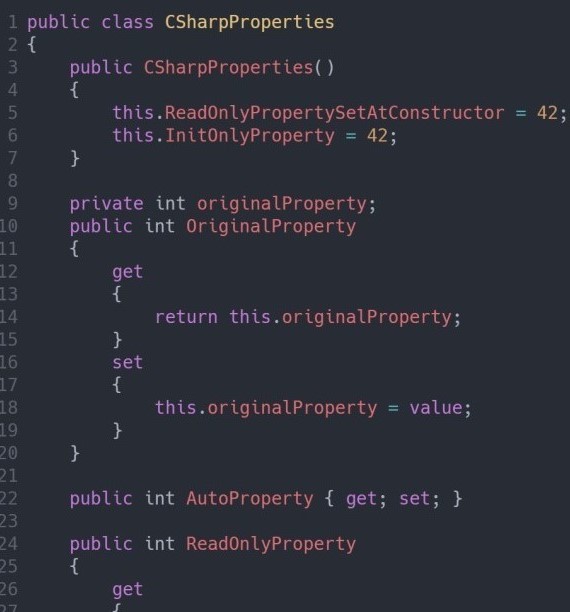 1 public class CSharpProperties
2 {
3     public CSharpProperties()
4     {
5         this.ReadOnlyPropertySetAtConstructor = 42;
6         this.InitOnlyProperty = 42;
7     }
8
9     private int originalProperty;
10     public int OriginalProperty
11     {
12         get
13         {
14             return this.originalProperty;
15         }
16         set
17         {
18             this.originalProperty = value;
19         }
20     }
21
22     public int AutoProperty { get; set; }
23
24     public int ReadOnlyProperty
25     {
26         get
27         {